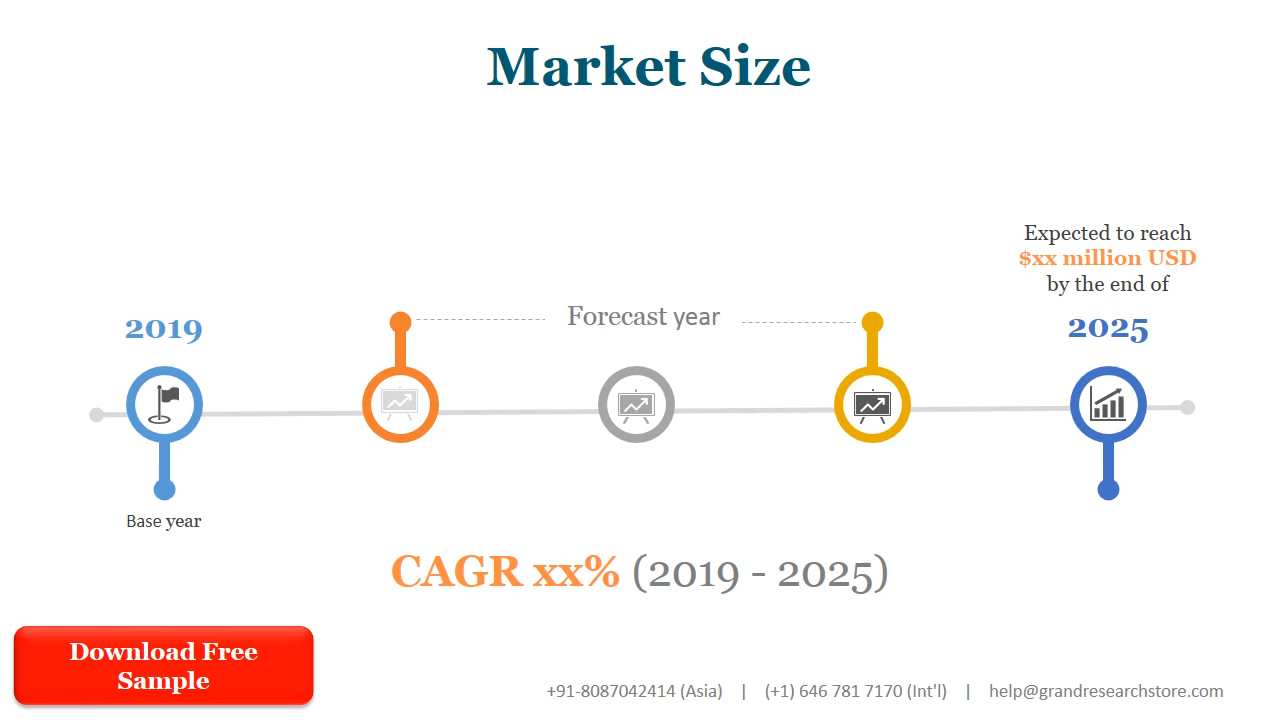 Market Size
Expected to reach
$xx million USD
by the end of
2025
2019
Forecast year
Base year
CAGR xx% (2019 - 2025)
Download Free
Sample
+91-8087042414 (Asia) | (+1) 646 781 7170 (Int'l) | help@grandresearchstore.com